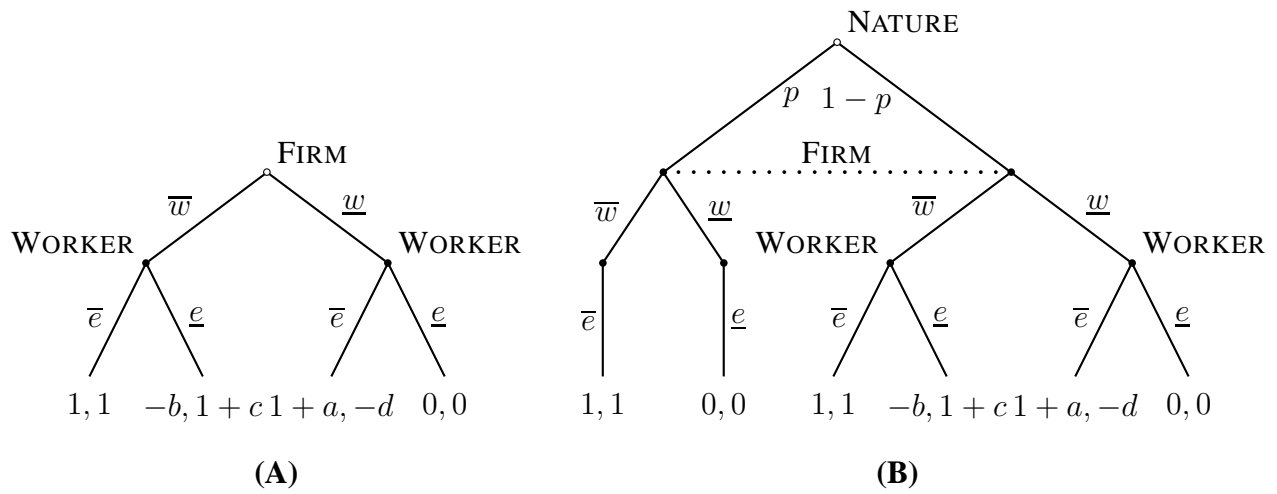 NATURE
p 1 − p
FIRM FIRM
w̅ w̲ w̅ w̲ w̅ w̲
WORKER WORKER WORKER WORKER
e̅ e̲ e̅ e̲ e̅ e̲ e̅ e̲ e̅ e̲
1, 1 −b, 1 + c 1 + a, −d 0, 0 1, 1 0, 0 1, 1 −b, 1 + c 1 + a, −d 0, 0
(A) (B)